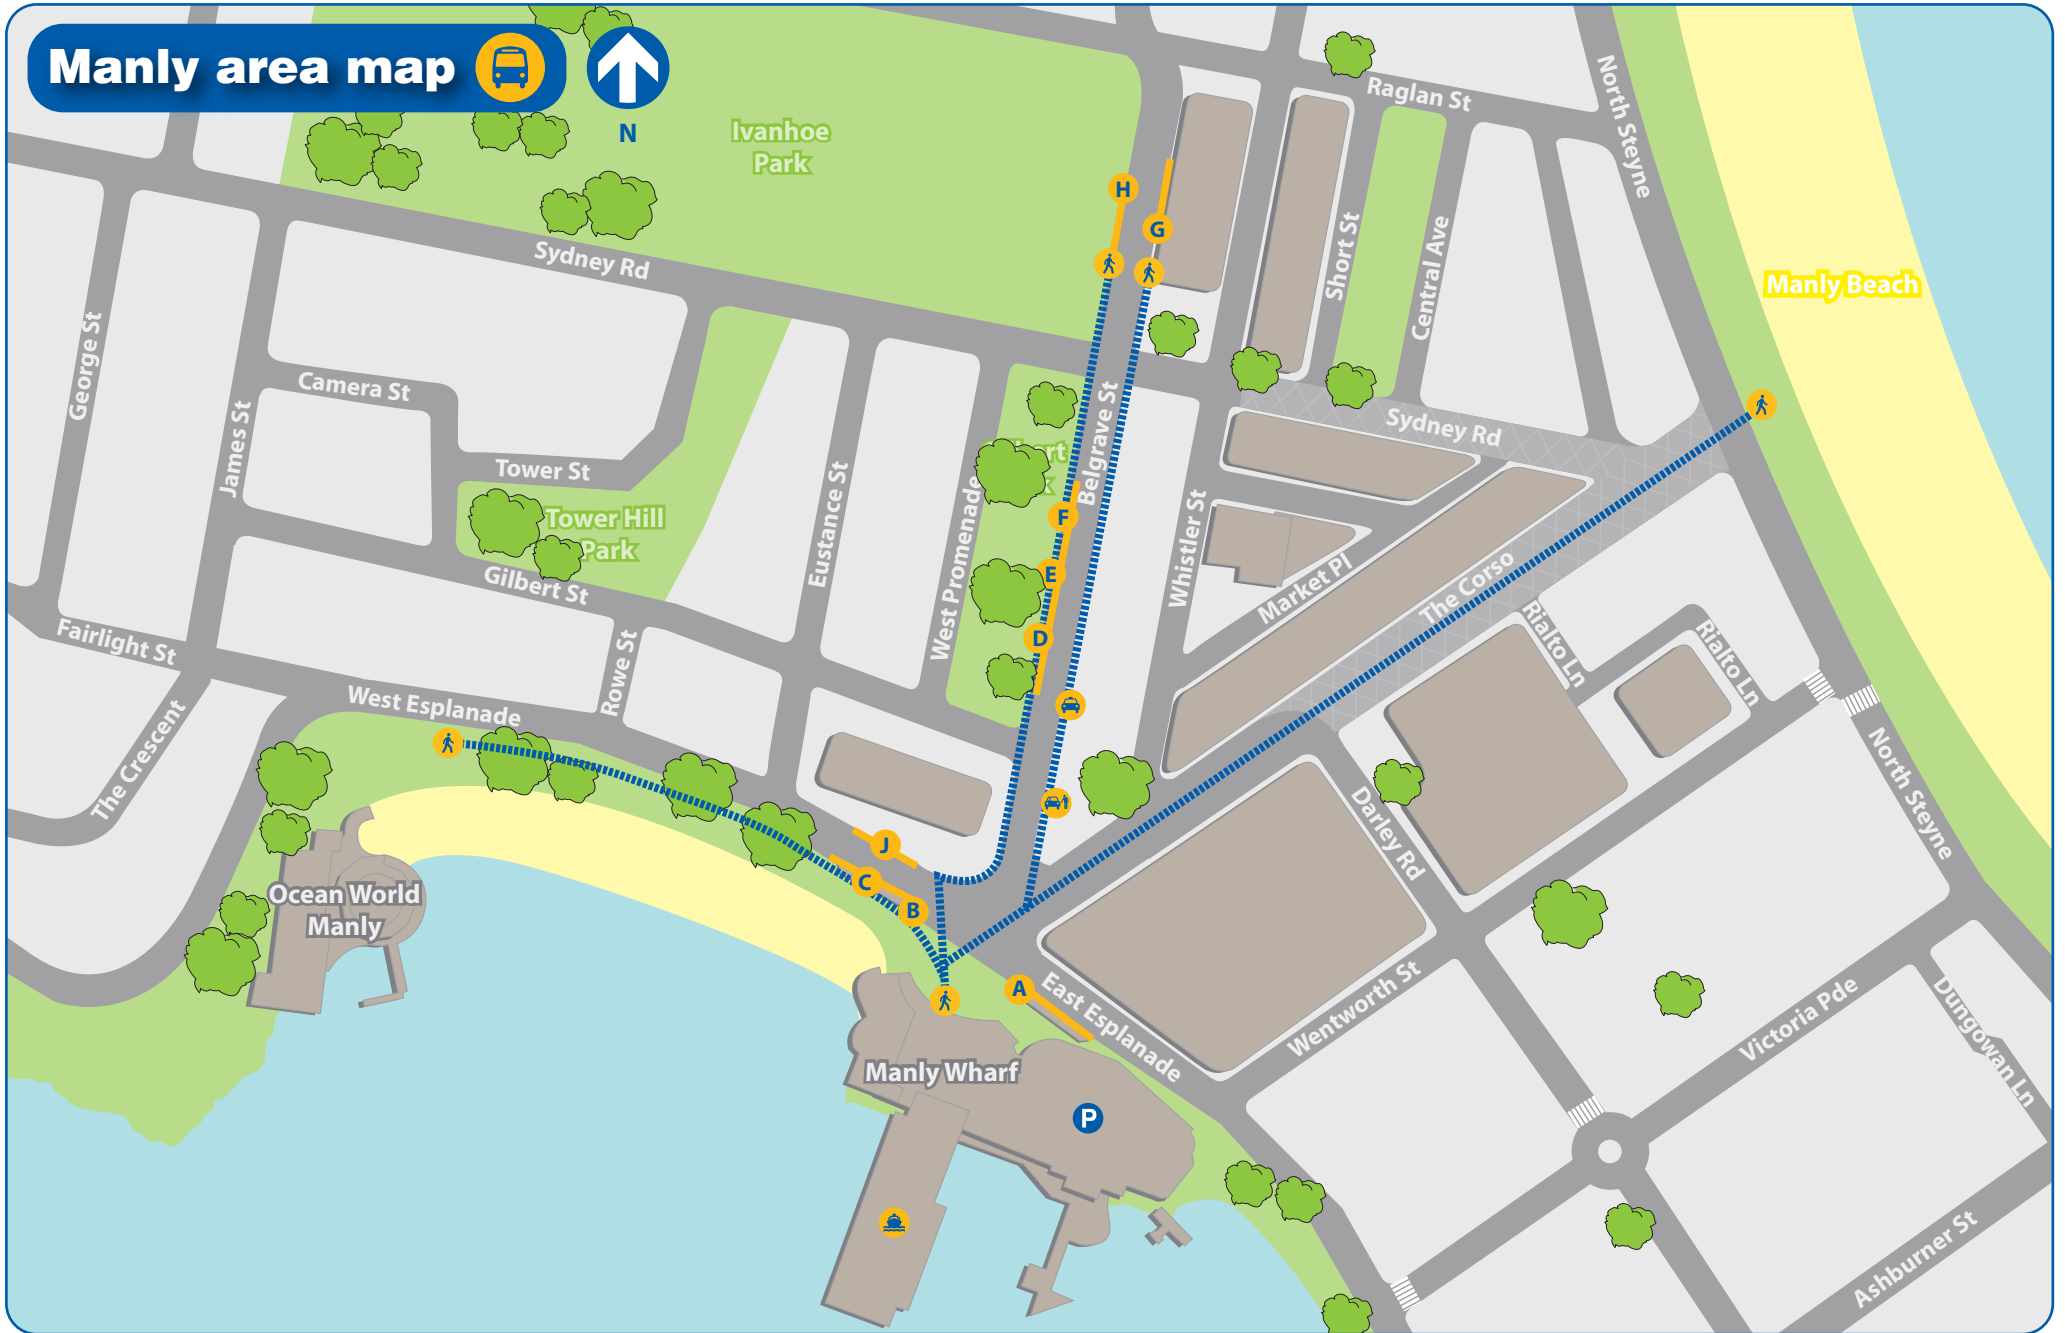 Manly area map
N
Ivanhoe
Park
Raglan St
North Steyne
H
G
Short St
Central Ave
Manly Beach
Sydney Rd
George St
Camera St
James St
Tower St
Tower Hill
Park
Gilbert St
Eustance St
West Promenade
Belgrave St
F
E
D
Whistler St
Sydney Rd
Market Pl
The Corso
Rialto Ln
Rialto Ln
Fairlight St
West Esplanade
Rowe St
The Crescent
North Steyne
Darley Rd
J
C
B
A
Ocean World
Manly
East Esplanade
Wentworth St
Victoria Pde
Dungowan Ln
Manly Wharf
P
Ashburner St